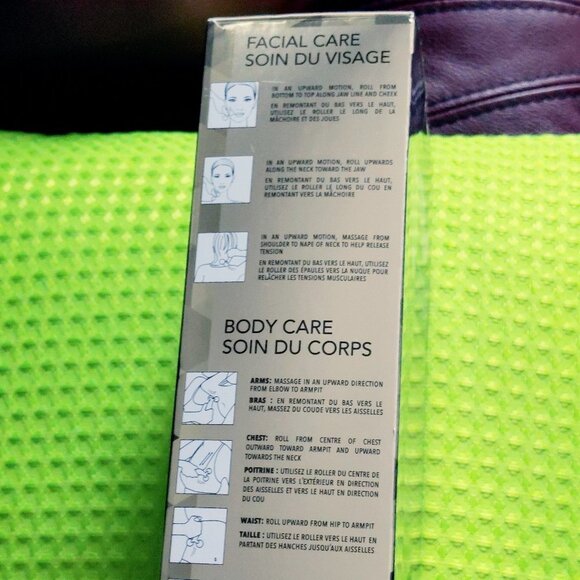 FACIAL CARE
SOIN DU VISAGE
IN AN UPWARD MOTION, ROLL FROM
BOTTOM TO TOP ALONG JAW LINE AND CHEEK
EN REMONTANT DU BAS VERS LE HAUT,
UTILISEZ LE ROLLER LE LONG DE LA
MÂCHOIRE ET DES JOUES
IN AN UPWARD MOTION, ROLL UPWARDS
ALONG THE NECK TOWARD THE JAW
EN REMONTANT DU BAS VERS LE HAUT,
UTILISEZ LE ROLLER LE LONG DU COU EN
REMONTANT VERS LA MÂCHOIRE
IN AN UPWARD MOTION, MASSAGE FROM
SHOULDER TO NAPE OF NECK TO HELP RELEASE
TENSION
EN REMONTANT DU BAS VERS LE HAUT, UTILISEZ
LE ROLLER DES ÉPAULES VERS LA NUQUE POUR
RELÂCHER LES TENSIONS MUSCULAIRES
BODY CARE
SOIN DU CORPS
ARMS: MASSAGE IN AN UPWARD DIRECTION
FROM ELBOW TO ARMPIT
BRAS : EN REMONTANT DU BAS VERS LE
HAUT, MASSEZ DU COUDE VERS LES AISSELLES
CHEST: ROLL FROM CENTRE OF CHEST
OUTWARD TOWARD ARMPIT AND UPWARD
TOWARDS THE NECK
POITRINE : UTILISEZ LE ROLLER DU CENTRE DE
LA POITRINE VERS L'EXTÉRIEUR EN DIRECTION
DES AISSELLES ET VERS LE HAUT EN DIRECTION
DU COU
WAIST: ROLL UPWARD FROM HIP TO ARMPIT
TAILLE : UTILISEZ LE ROLLER VERS LE HAUT EN
PARTANT DES HANCHES JUSQU'AUX AISSELLES